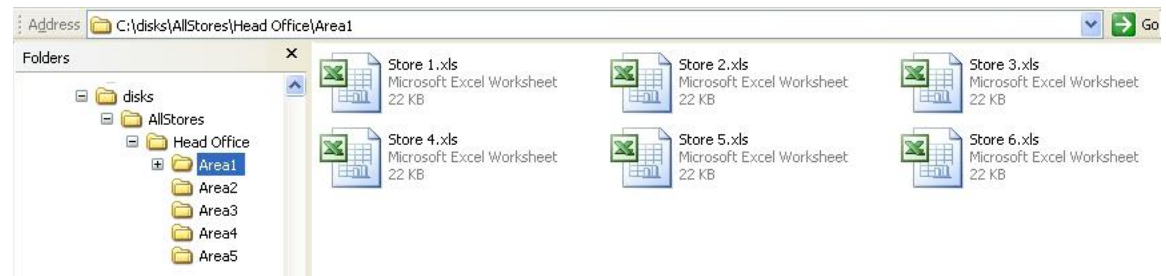 Address C:\disks\AllStores\Head Office\Area1 Go
Folders
disks
AllStores
Head Office
Area1
Area2
Area3
Area4
Area5
Store 1.xls
Microsoft Excel Worksheet
22 KB
Store 2.xls
Microsoft Excel Worksheet
22 KB
Store 3.xls
Microsoft Excel Worksheet
22 KB
Store 4.xls
Microsoft Excel Worksheet
22 KB
Store 5.xls
Microsoft Excel Worksheet
22 KB
Store 6.xls
Microsoft Excel Worksheet
22 KB